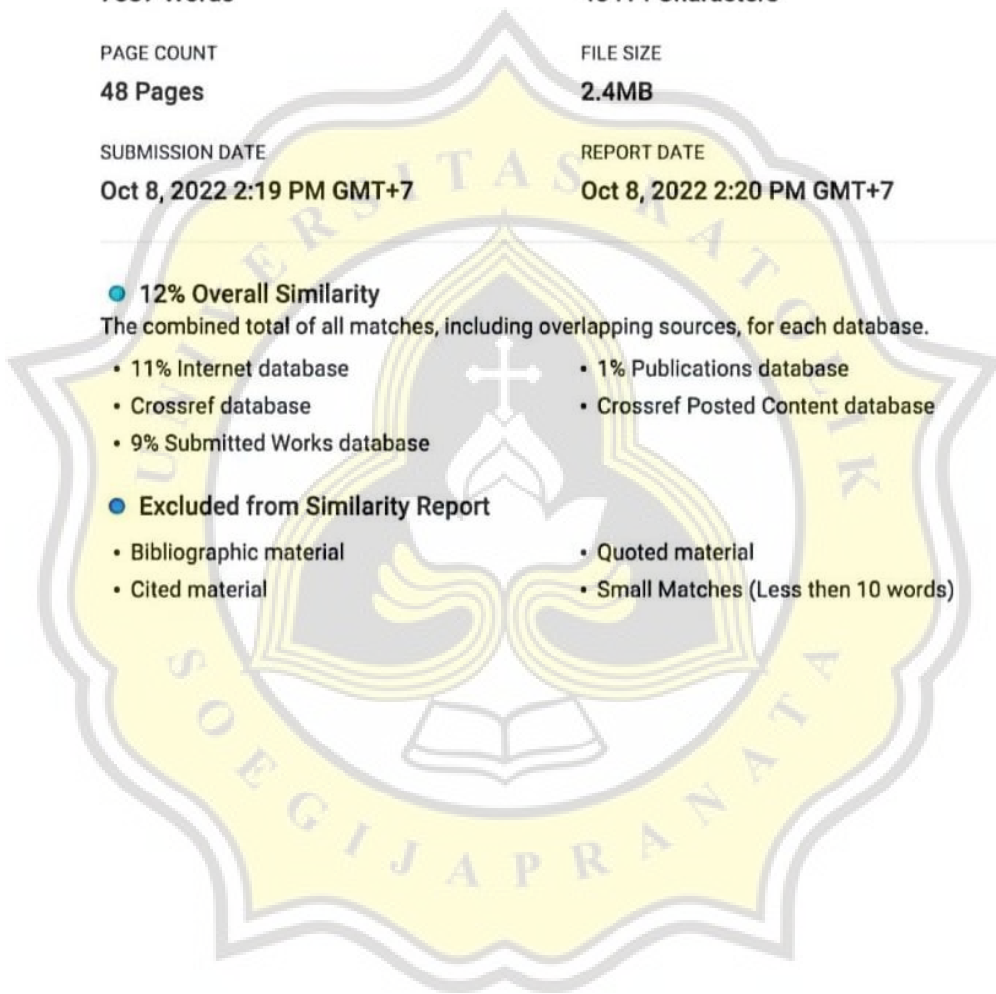 PAGE COUNT
FILE SIZE
48 Pages
2.4MB
SUBMISSION DATE
REPORT DATE
Oct 8, 2022 2:19 PM GMT+7
Oct 8, 2022 2:20 PM GMT+7
12% Overall Similarity
The combined total of all matches, including overlapping sources, for each database.
• 11% Internet database
• 1% Publications database
• Crossref database
• Crossref Posted Content database
• 9% Submitted Works database
Excluded from Similarity Report
• Bibliographic material
• Quoted material
• Cited material
• Small Matches (Less then 10 words)
UNIVERSITAS KATOLIK
SOEGIJAPRANATA